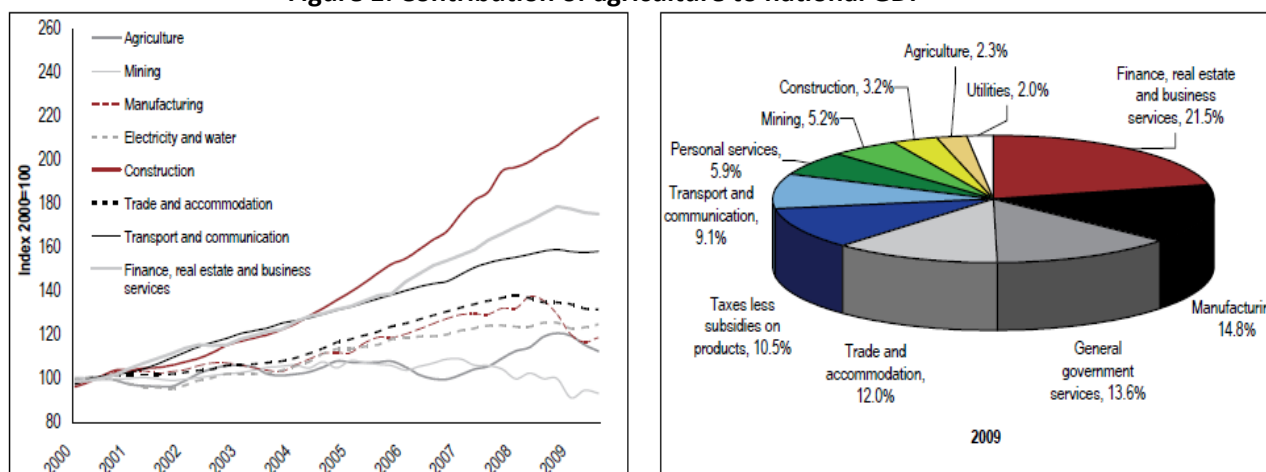 Contribution of agriculture to national GDP
260
240
220
200
180
160
140
120
100
80
Index 2000=100
Agriculture
Mining
Manufacturing
Electricity and water
Construction
Trade and accommodation
Transport and communication
Finance, real estate and business
services
2000
2001
2002
2003
2004
2005
2006
2007
2008
2009
Agriculture, 2.3%
Construction, 3.2%
Utilities, 2.0%
Finance, real estate
and business
services, 21.5%
Mining, 5.2%
Personal services,
5.9%
Transport and
communication,
9.1%
Taxes less
subsidies on
products, 10.5%
Trade and
accommodation,
12.0%
General
government
services, 13.6%
Manufacturin
14.8%
2009